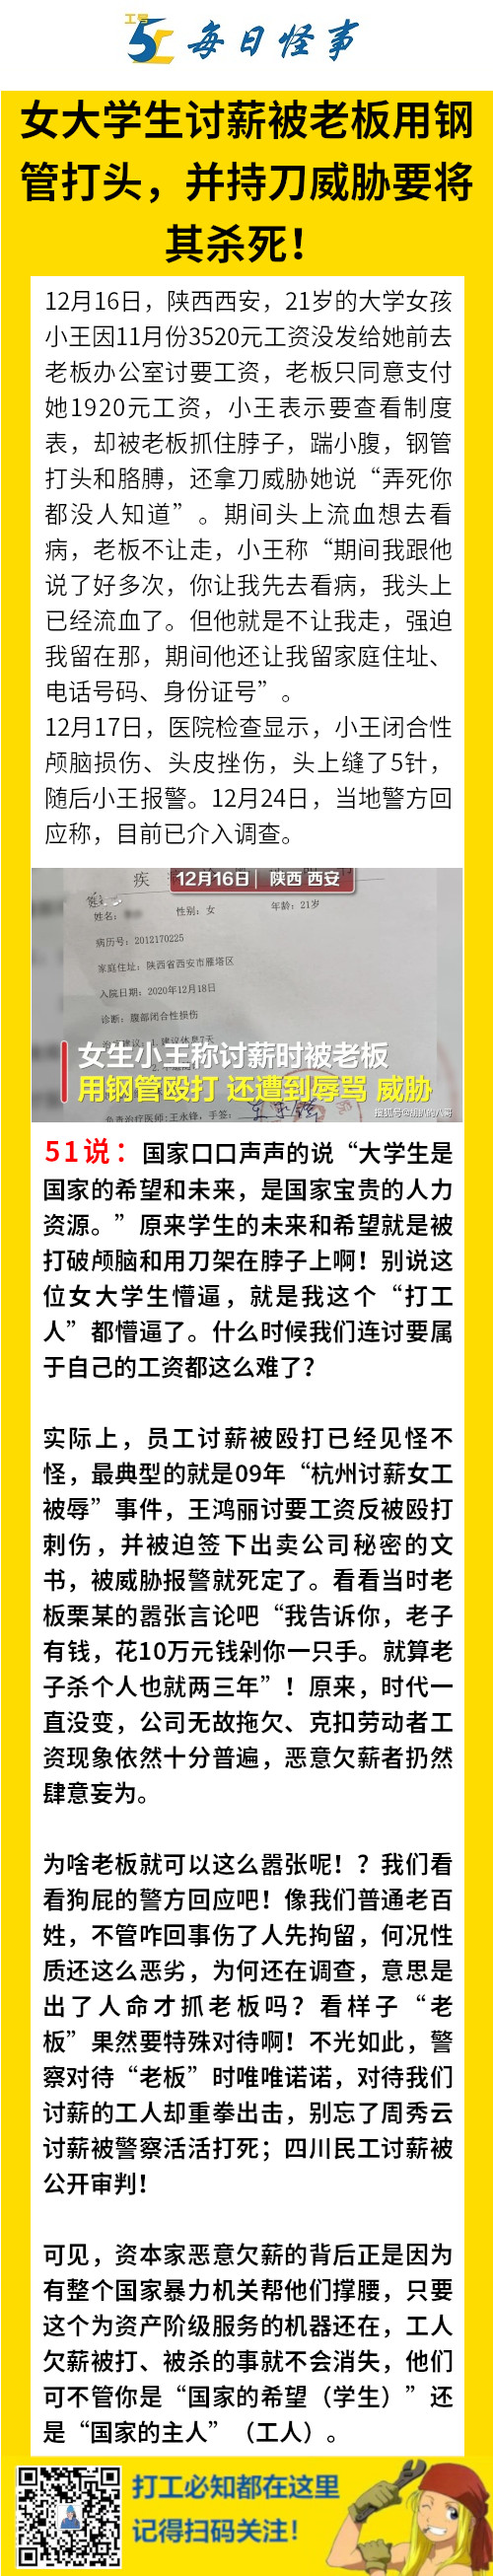 工号
51
每日怪事
女大学生讨薪被老板用钢
管打头，并持刀威胁要将
其杀死！
12月16日，陕西西安，21岁的大学女孩
小王因11月份3520元工资没发给她前去
老板办公室讨要工资，老板只同意支付
她1920元工资，小王表示要查看制度
表，却被老板抓住脖子，踹小腹，钢管
打头和胳膊，还拿刀威胁她说“弄死你
都没人知道”。期间头上流血想去看
病，老板不让走，小王称“期间我跟他
说了好多次，你让我先去看病，我头上
已经流血了。但他就是不让我走，强迫
我留在那，期间他还让我留家庭住址、
电话号码、身份证号”。
12月17日，医院检查显示，小王闭合性
颅脑损伤、头皮挫伤，头上缝了5针，
随后小王报警。12月24日，当地警方回
应称，目前已介入调查。
疾
12月16日 | 陕西 西安
姓名：
性别：女
年龄：21岁
病历号：2012170225
家庭住址：陕西省西安市雁塔区
入院日期：2020年12月18日
诊断：腹部闭合性损伤
建议：1.建议休息7天
女生小王称讨薪时被老板
用钢管殴打 还遭到辱骂 威胁
负责治疗医师：王永锋，手签：
51说：国家口口声声的说“大学生是
国家的希望和未来，是国家宝贵的人力
资源。”原来学生的未来和希望就是被
打破颅脑和用刀架在脖子上啊！别说这
位女大学生懵逼，就是我这个“打工
人”都懵逼了。什么时候我们连讨要属
于自己的工资都这么难了？
实际上，员工讨薪被殴打已经见怪不
怪，最典型的就是09年“杭州讨薪女工
被辱”事件，王鸿丽讨要工资反被殴打
刺伤，并被迫签下出卖公司秘密的文
书，被威胁报警就死定了。看看当时老
板栗某的嚣张言论吧“我告诉你，老子
有钱，花10万元钱剁你一只手。就算老
子杀个人也就两三年”！原来，时代一
直没变，公司无故拖欠、克扣劳动者工
资现象依然十分普遍，恶意欠薪者扔然
肆意妄为。
为啥老板就可以这么嚣张呢！？我们看
看狗屁的警方回应吧！像我们普通老百
姓，不管咋回事伤了人先拘留，何况性
质还这么恶劣，为何还在调查，意思是
出了人命才抓老板吗？看样子“老
板”果然要特殊对待啊！不光如此，警
察对待“老板”时唯唯诺诺，对待我们
讨薪的工人却重拳出击，别忘了周秀云
讨薪被警察活活打死；四川民工讨薪被
公开审判！
可见，资本家恶意欠薪的背后正是因为
有整个国家暴力机关帮他们撑腰，只要
这个为资产阶级服务的机器还在，工人
欠薪被打、被杀的事就不会消失，他们
可不管你是“国家的希望（学生）”还
是“国家的主人”（工人）。
打工必知都在这里
记得扫码关注！